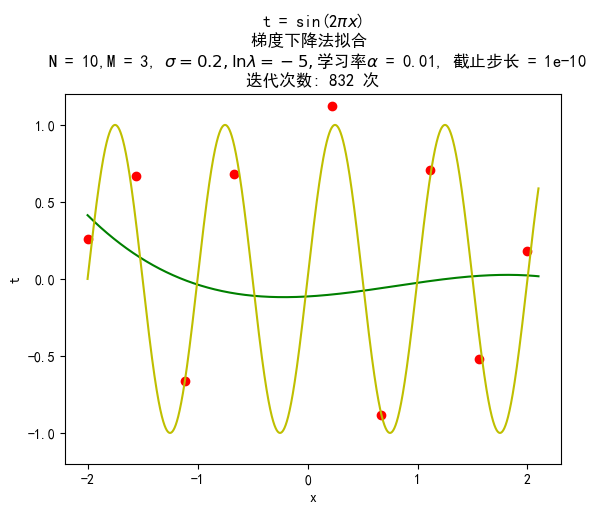 t = sin(2πx)
梯度下降法拟合
N = 10,M = 3, σ = 0.2, lnλ = − 5, 学习率α = 0.01, 截止步长 = 1e-10
迭代次数: 832 次
1.0
0.5
0.0
−0.5
−1.0
t
−2
−1
0
1
2
x